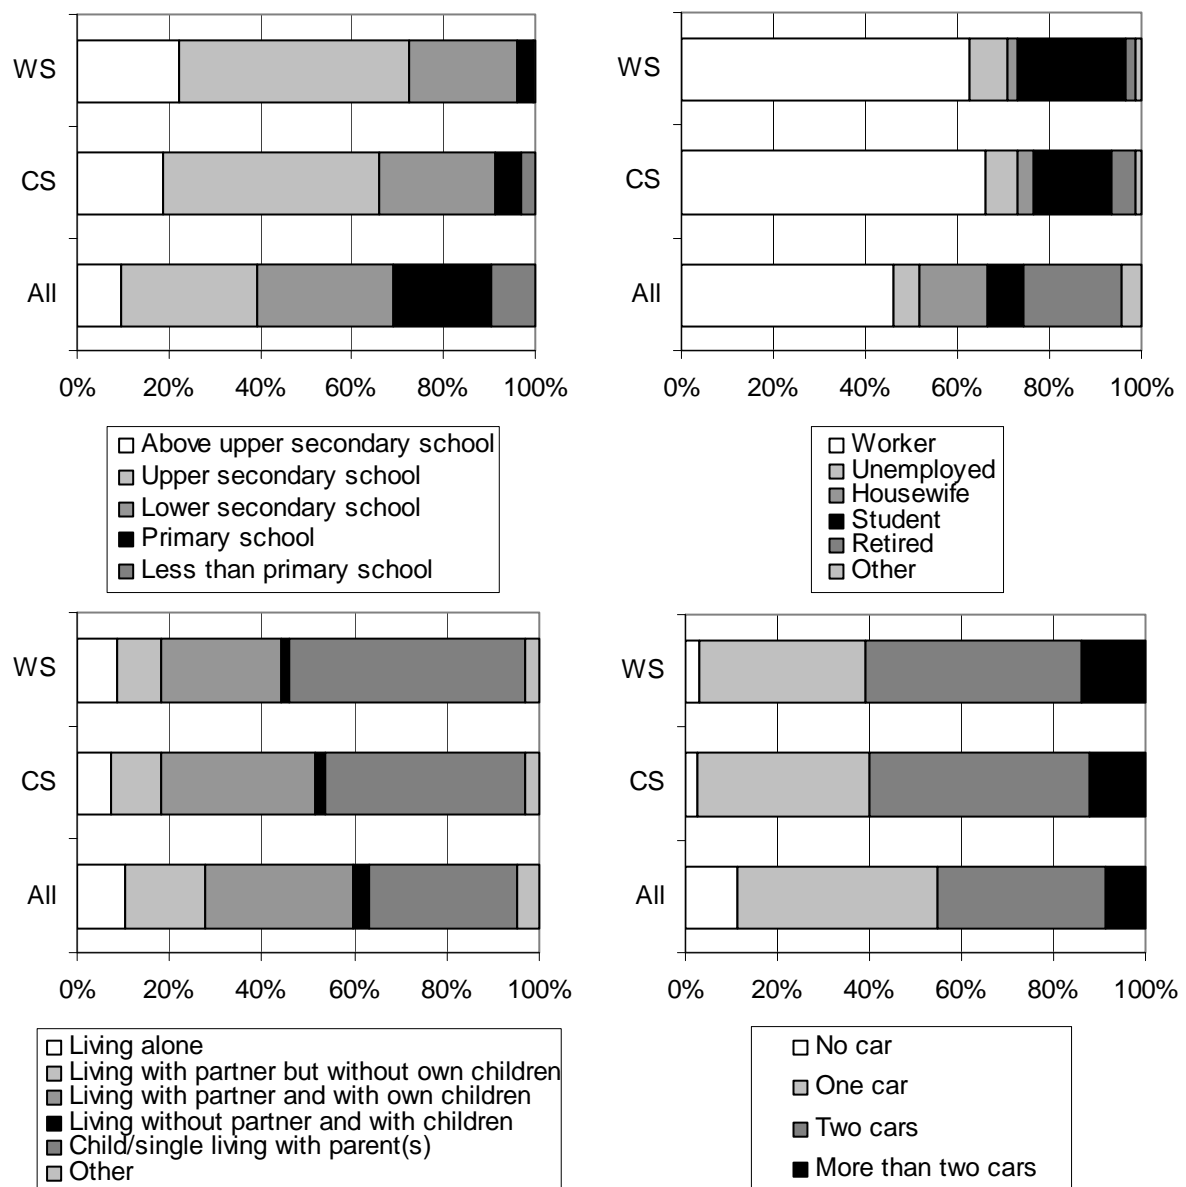 WS
CS
All
0% 20% 40% 60% 80% 100%
Above upper secondary school
Upper secondary school
Lower secondary school
Primary school
Less than primary school
WS
CS
All
0% 20% 40% 60% 80% 100%
Worker
Unemployed
Housewife
Student
Retired
Other
WS
CS
All
0% 20% 40% 60% 80% 100%
Living alone
Living with partner but without own children
Living with partner and with own children
Living without partner and with children
Child/single living with parent(s)
Other
WS
CS
All
0% 20% 40% 60% 80% 100%
No car
One car
Two cars
More than two cars